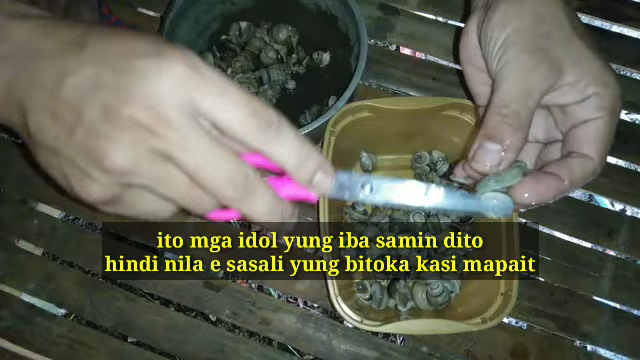 ito mga idol yung iba samin dito
hindi nila e sasali yung bitoka kasi mapait